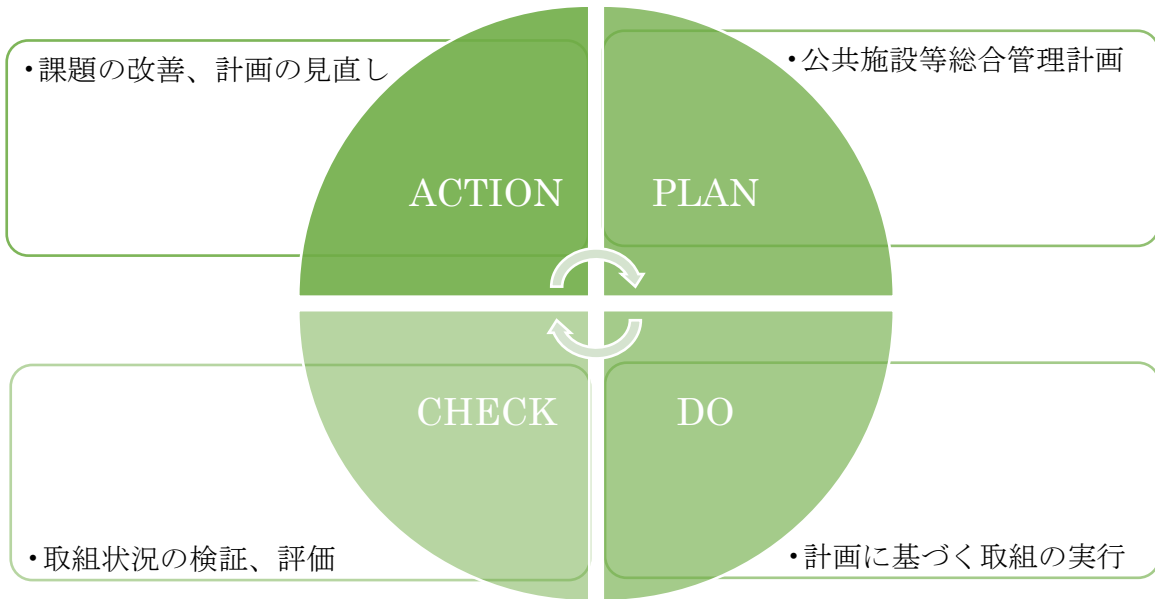 ・課題の改善、計画の見直し
・公共施設等総合管理計画
ACTION
PLAN
CHECK
DO
・取組状況の検証、評価
・計画に基づく取組の実行